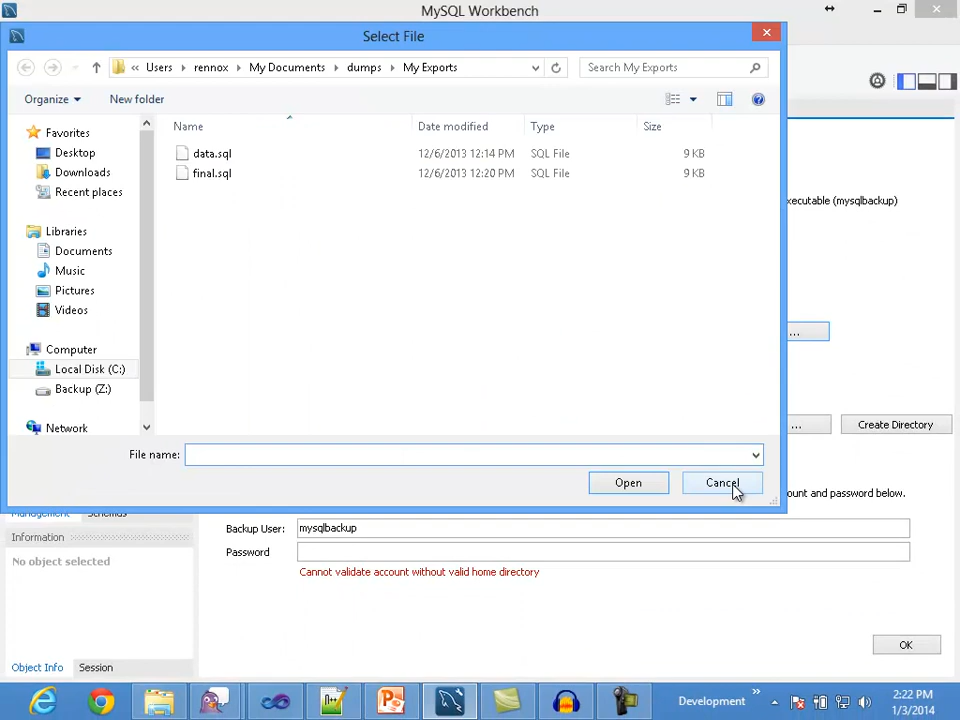 MySQL Workbench
Select File
Users
rennox
My Documents
dumps
My Exports
Search My Exports
Organize
New folder
Favorites
Desktop
Downloads
Recent places
Libraries
Documents
Music
Pictures
Videos
Computer
Local Disk (C:)
Backup (Z:)
Network
Name
Date modified
Type
Size
data.sql
12/6/2013 12:14 PM
SQL File
9 KB
final.sql
12/6/2013 12:20 PM
SQL File
9 KB
File name:
Open
Cancel
xecutable (mysqlbackup)
...
...
Create Directory
ount and password below.
Management
Schemas
Information
No object selected
Object Info
Session
Backup User:
mysqlbackup
Password
Cannot validate account without valid home directory
OK
Development
2:22 PM
1/3/2014